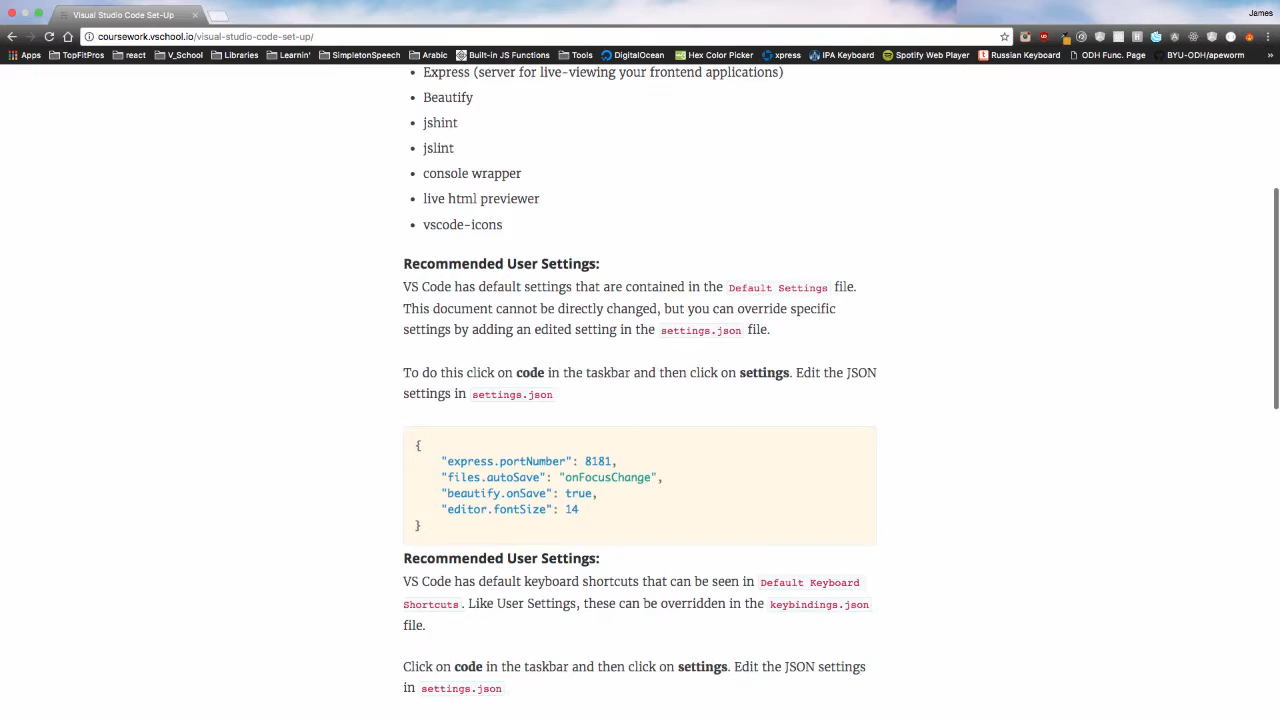 Visual Studio Code Set-Up
James
coursework.vschool.io/visual-studio-code-set-up/
Apps TopFitPros react V_School Libraries Learnin' SimpletonSpeech Arabic Built-in JS Functions Tools DigitalOcean Hex Color Picker xpress IPA Keyboard Spotify Web Player Russian Keyboard ODH Func. Page BYU-ODH/apeworm »
• Express (server for live-viewing your frontend applications)
• Beautify
• jshint
• jslint
• console wrapper
• live html previewer
• vscode-icons
Recommended User Settings:
VS Code has default settings that are contained in the Default Settings file.
This document cannot be directly changed, but you can override specific
settings by adding an edited setting in the settings.json file.
To do this click on code in the taskbar and then click on settings. Edit the JSON
settings in settings.json
{
"express.portNumber": 8181,
"files.autoSave": "onFocusChange",
"beautify.onSave": true,
"editor.fontSize": 14
}
Recommended User Settings:
VS Code has default keyboard shortcuts that can be seen in Default Keyboard
Shortcuts. Like User Settings, these can be overridden in the keybindings.json
file.
Click on code in the taskbar and then click on settings. Edit the JSON settings
in settings.json